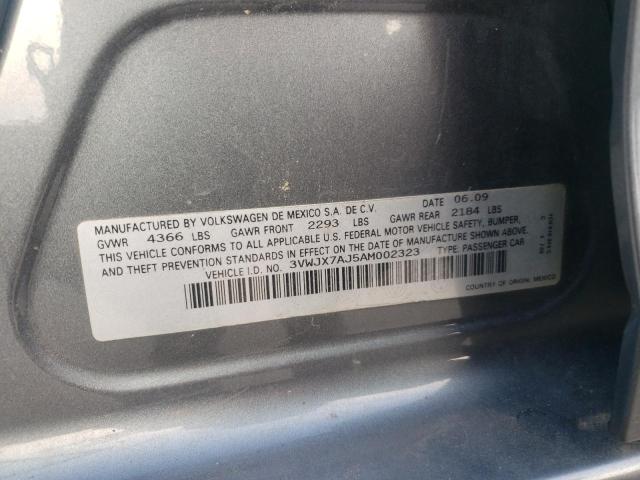 MANUFACTURED BY VOLKSWAGEN DE MEXICO S.A. DE C.V. DATE 06.09
GVWR 4366 LBS GAWR FRONT 2293 LBS GAWR REAR 2184 LBS
THIS VEHICLE CONFORMS TO ALL APPLICABLE U.S. FEDERAL MOTOR VEHICLE SAFETY, BUMPER,
AND THEFT PREVENTION STANDARDS IN EFFECT ON THE DATE OF MANUFACTURE SHOWN ABOVE.
VEHICLE I.D. NO. 3VWJX7AJ5AM002323 TYPE: PASSENGER CAR
COUNTRY OF ORIGIN: MEXICO